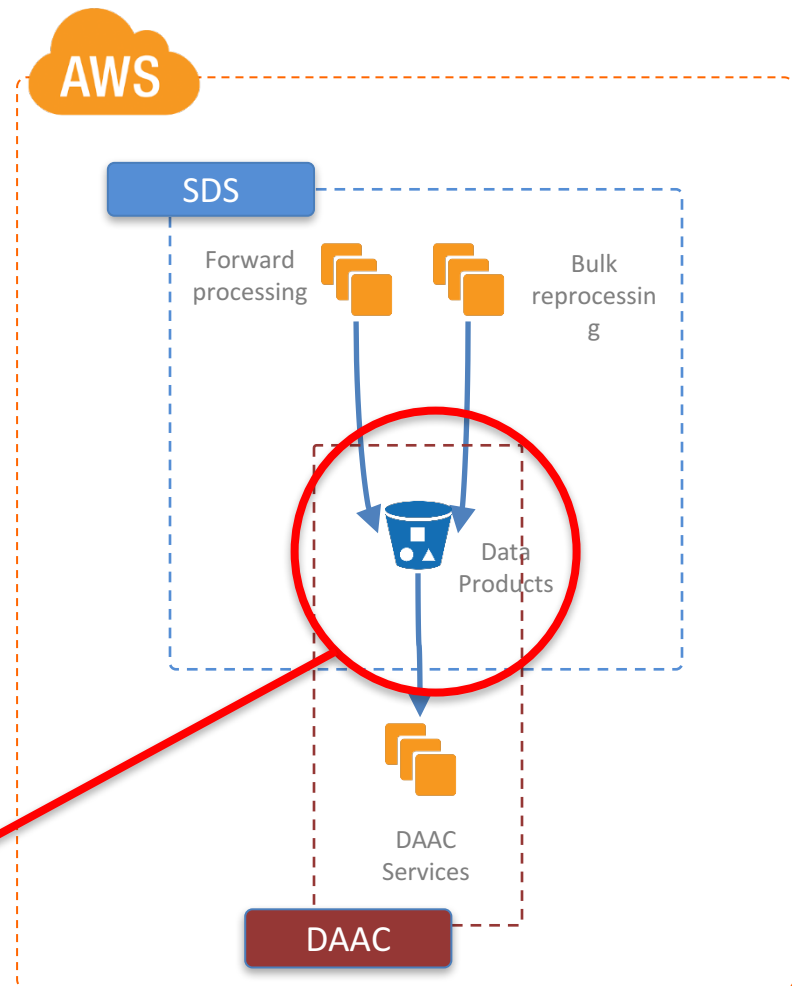 AWS
SDS
Forward
processing
Bulk
reprocessin
g
Data
Products
DAAC
Services
DAAC